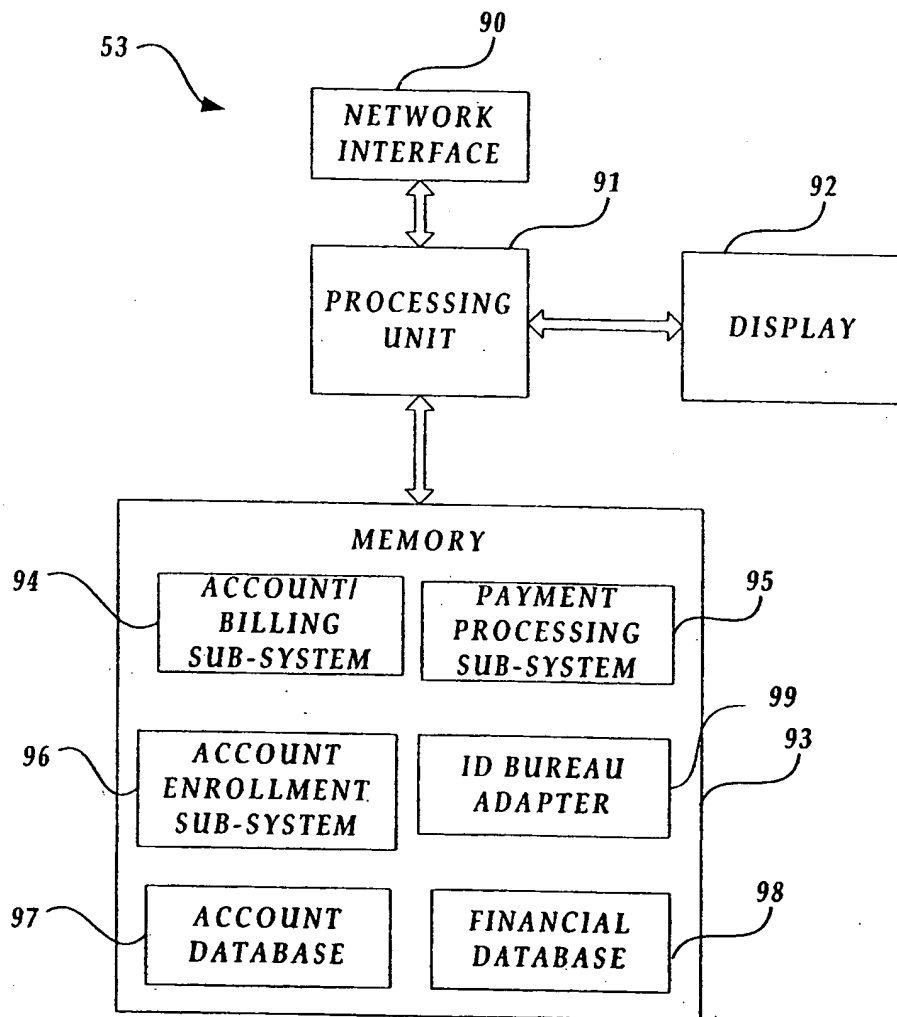 90
53
NETWORK
INTERFACE
91
92
PROCESSING
UNIT
DISPLAY
MEMORY
94
ACCOUNT/
BILLING
SUB-SYSTEM
PAYMENT
PROCESSING
SUB-SYSTEM
95
99
96
ACCOUNT
ENROLLMENT
SUB-SYSTEM
ID BUREAU
ADAPTER
93
97
ACCOUNT
DATABASE
FINANCIAL
DATABASE
98